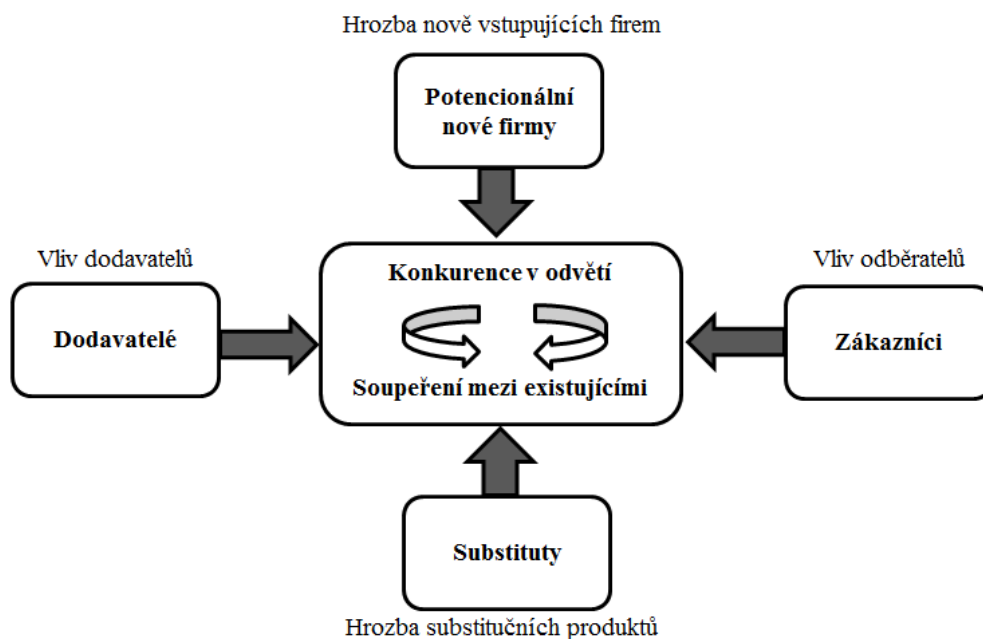 Hrozba nově vstupujících firem
Potencionální
nové firmy
Vliv dodavatelů
Dodavatelé
Konkurence v odvětí
Soupeření mezi existujícími
Vliv odběratelů
Zákazníci
Substituty
Hrozba substitučních produktů